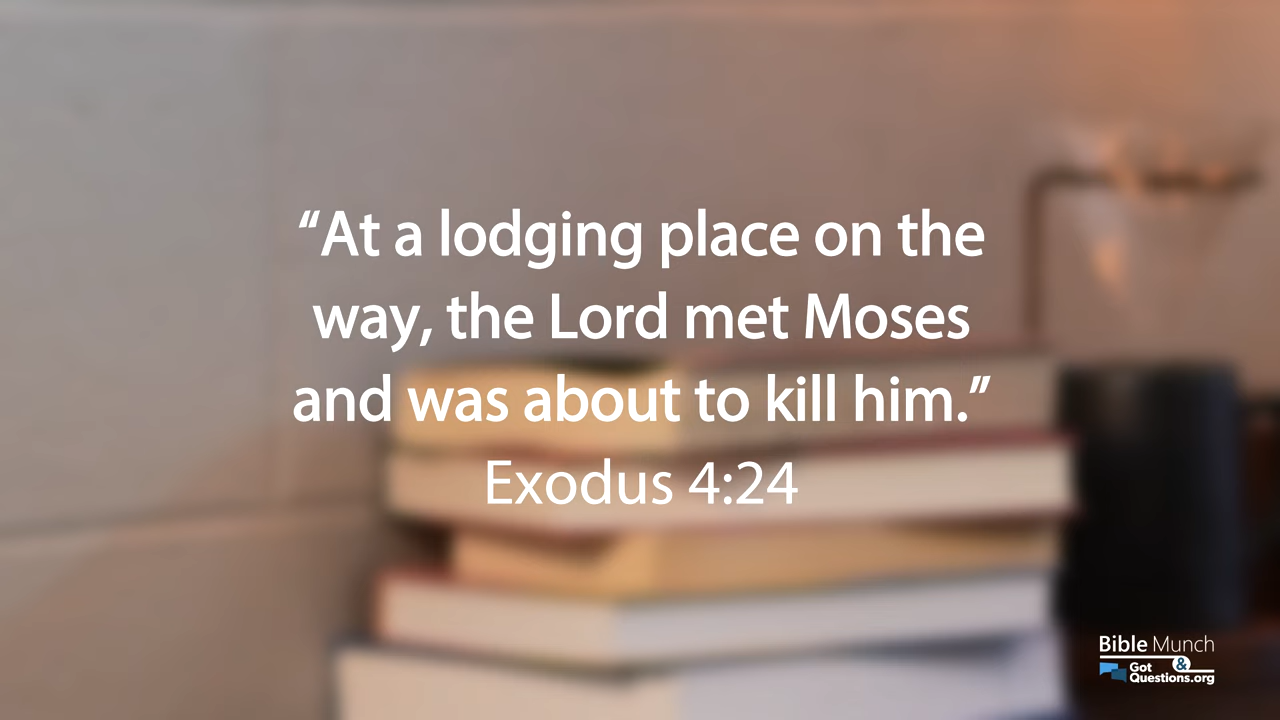 “At a lodging place on the
way, the Lord met Moses
and was about to kill him.”
Exodus 4:24
Bible Munch
&
Got
Questions.org